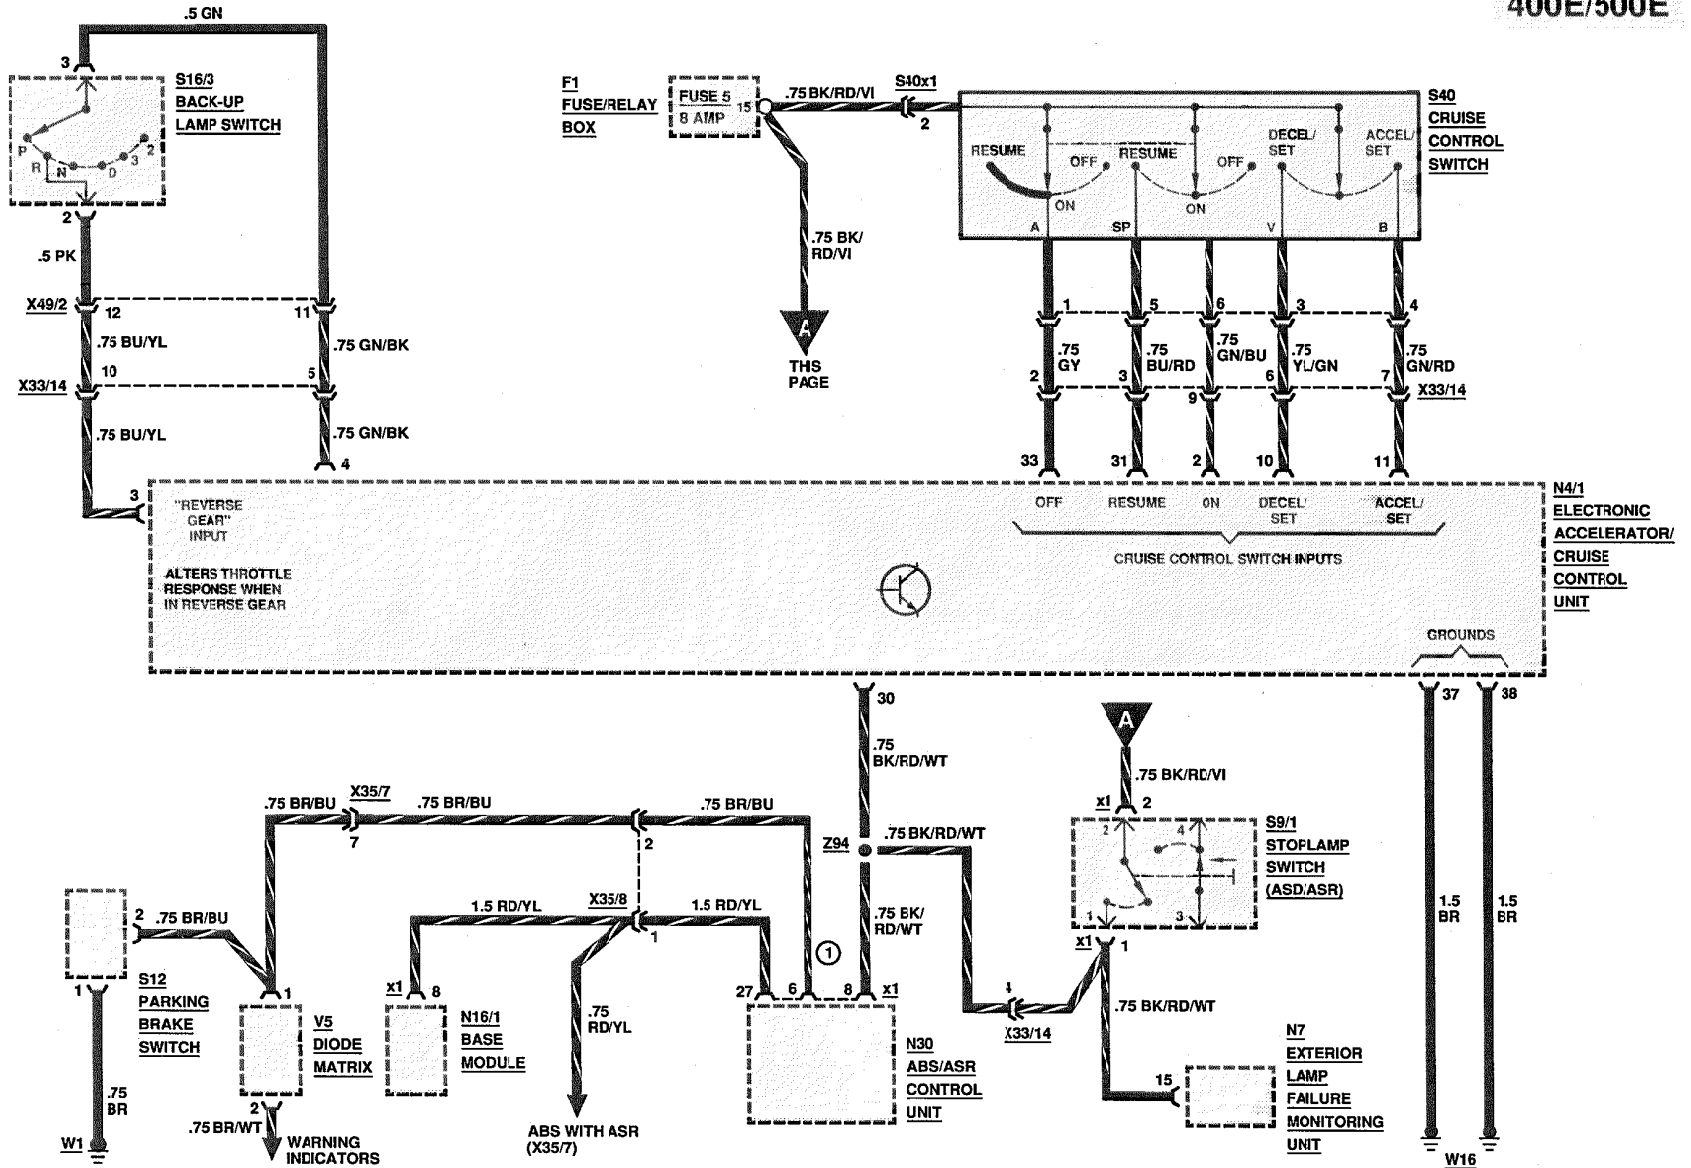 400E/500E
.5 GN
3
S16/3
BACK-UP
LAMP SWITCH
P
R
N
D
3
2
2
.5 PK
X49/2
12
11
.75 BU/YL
.75 GN/BK
X33/14
10
5
.75 BU/YL
.75 GN/BK
3
4
F1
FUSE/RELAY
BOX
FUSE 5
8 AMP
15
.75 BK/RD/VI
S40x1
2
.75 BK/
RD/VI
A
THS
PAGE
S40
CRUISE
CONTROL
SWITCH
RESUME
OFF
ON
RESUME
OFF
ON
DECEL/
SET
ACCEL/
SET
A
SP
V
B
1
5
6
3
4
.75
GY
.75
BU/RD
.75
GN/BU
.75
YL/GN
.75
GN/RD
2
3
9
6
7
X33/14
33
31
2
10
11
"REVERSE
GEAR"
INPUT
ALTERS THROTTLE
RESPONSE WHEN
IN REVERSE GEAR
OFF
RESUME
ON
DECEL/
SET
ACCEL/
SET
CRUISE CONTROL SWITCH INPUTS
N4/1
ELECTRONIC
ACCELERATOR/
CRUISE
CONTROL
UNIT
GROUNDS
30
37
38
.75
BK/RD/WT
A
.75 BK/RD/VI
x1
2
.75 BR/BU
X35/7
.75 BR/BU
.75 BR/BU
7
2
Z94
.75 BK/RD/WT
2
4
1
3
S9/1
STOPLAMP
SWITCH
(ASD/ASR)
x1
1
1.5 RD/YL
X35/8
1.5 RD/YL
1
.75 BK/
RD/WT
1
2
.75 BR/BU
1
S12
PARKING
BRAKE
SWITCH
1
V5
DIODE
MATRIX
x1
8
N16/1
BASE
MODULE
.75
RD/YL
27
6
8
x1
N30
ABS/ASR
CONTROL
UNIT
4
X33/14
.75 BK/RD/WT
15
N7
EXTERIOR
LAMP
FAILURE
MONITORING
UNIT
1.5
BR
1.5
BR
.75
BR
W1
2
.75 BR/WT
WARNING
INDICATORS
ABS WITH ASR
(X35/7)
W16